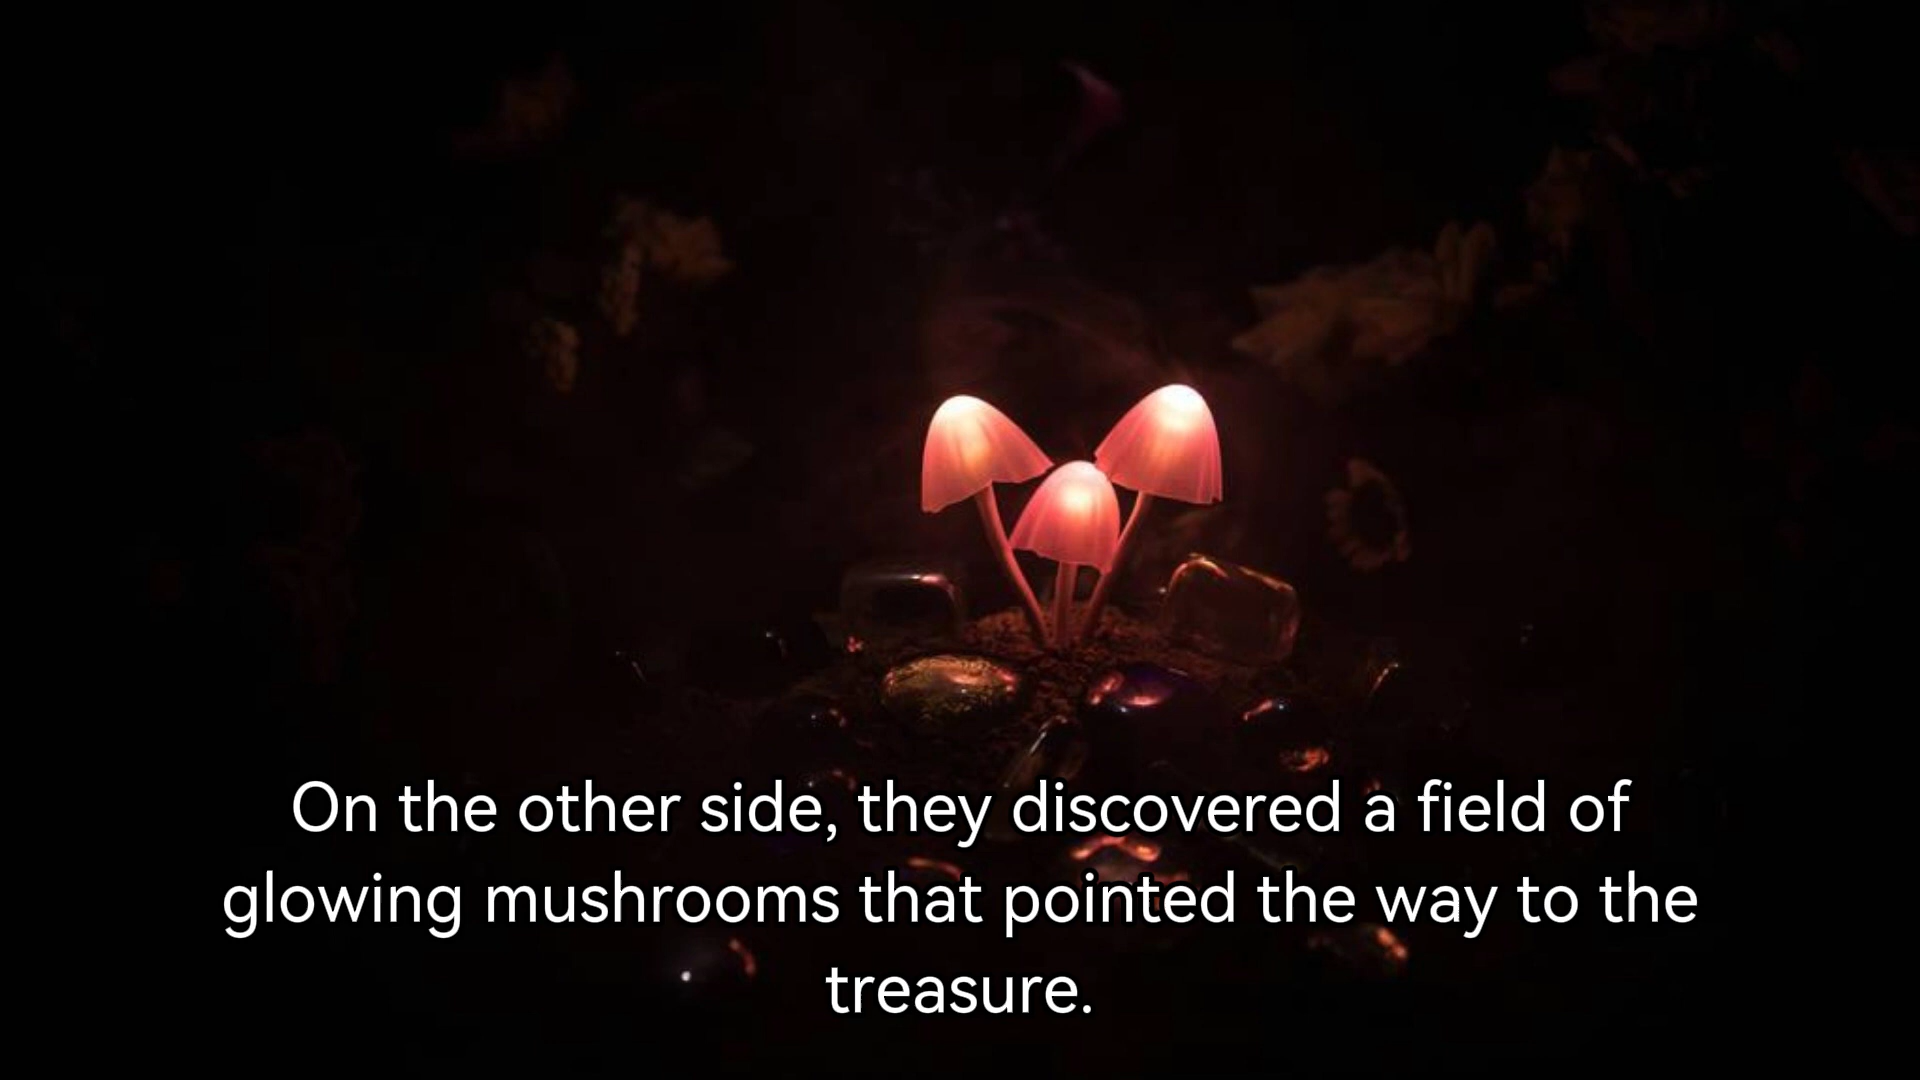 On the other side, they discovered a field of
glowing mushrooms that pointed the way to the
treasure.